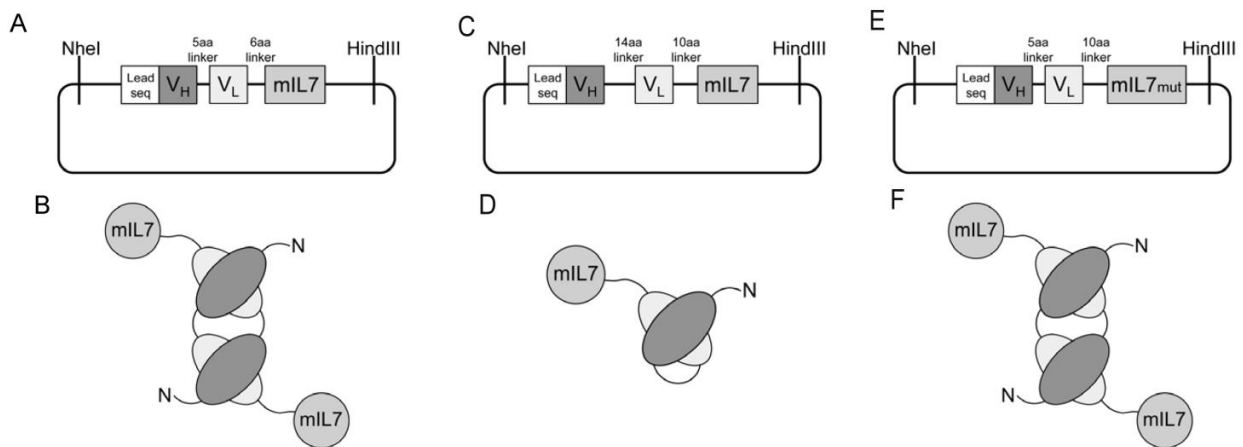 A
NheI
5aa linker
6aa linker
HindIII
Lead seq
VH
VL
mIL7
B
mIL7
N
N
mIL7
C
NheI
14aa linker
10aa linker
HindIII
Lead seq
VH
VL
mIL7
D
mIL7
N
E
NheI
5aa linker
10aa linker
HindIII
Lead seq
VH
VL
mIL7mut
F
mIL7
N
N
mIL7